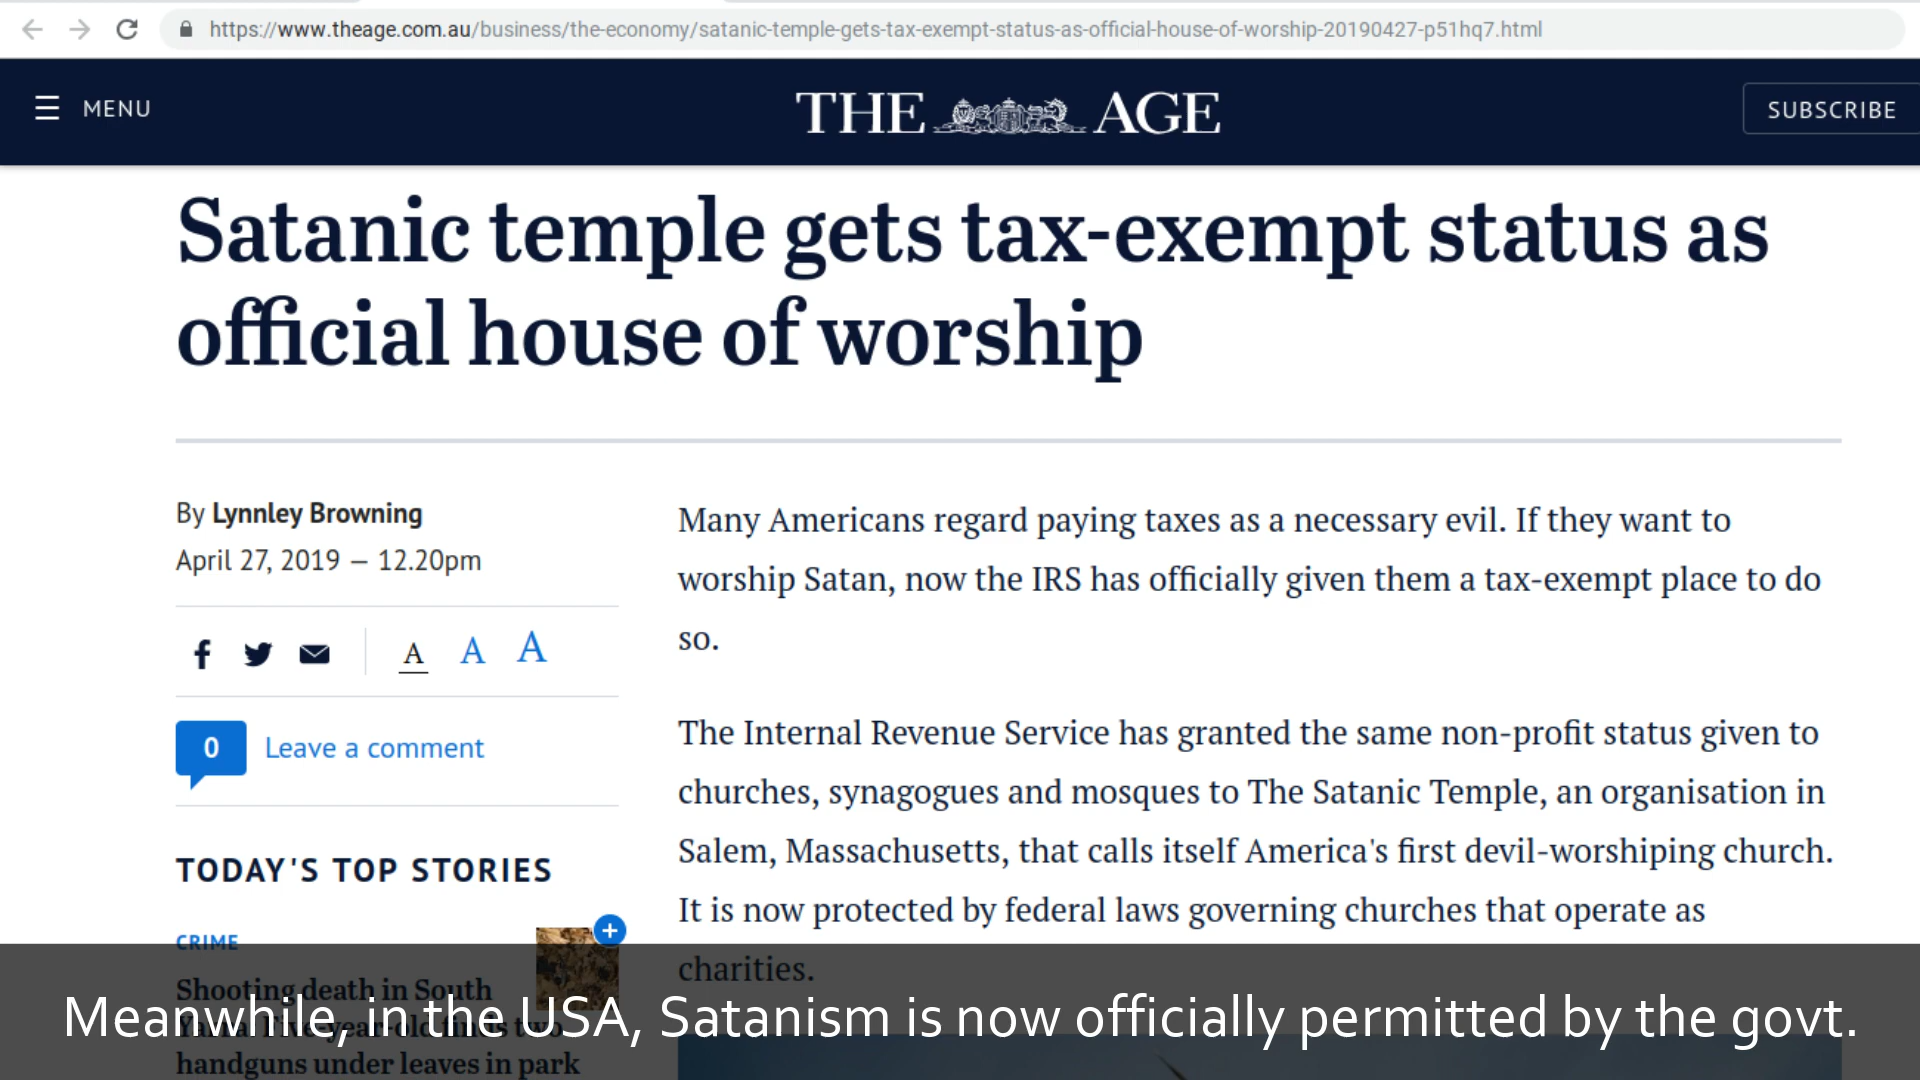 https://www.theage.com.au/business/the-economy/satanic-temple-gets-tax-exempt-status-as-official-house-of-worship-20190427-p51hq7.html
MENU
THE AGE
SUBSCRIBE
Satanic temple gets tax-exempt status as
official house of worship
By Lynnley Browning
April 27, 2019 — 12.20pm
A A A
0 Leave a comment
TODAY'S TOP STORIES
CRIME
Shooting death in South
Yarra: Five-year-old finds two
handguns under leaves in park
Many Americans regard paying taxes as a necessary evil. If they want to
worship Satan, now the IRS has officially given them a tax-exempt place to do
so.
The Internal Revenue Service has granted the same non-profit status given to
churches, synagogues and mosques to The Satanic Temple, an organisation in
Salem, Massachusetts, that calls itself America's first devil-worshiping church.
It is now protected by federal laws governing churches that operate as
charities.
Meanwhile, in the USA, Satanism is now officially permitted by the govt.